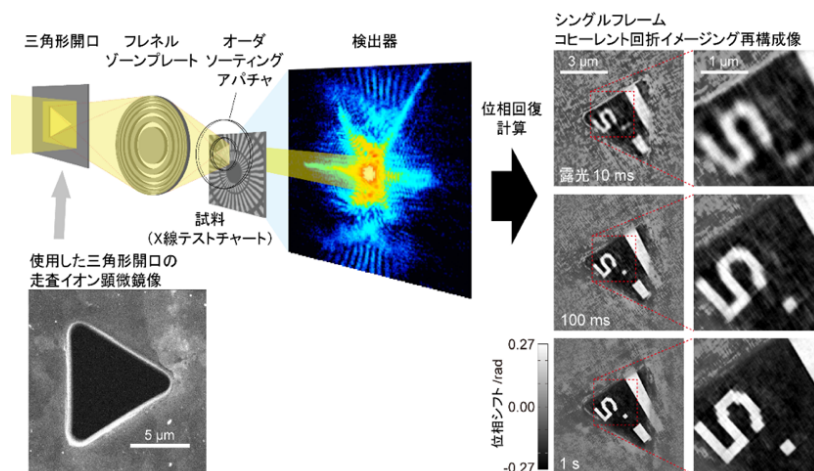 三角形開口
フレネル
ゾーンプレート
オーダ
ソーティング
アパチャ
検出器
試料
(X線テストチャート)
使用した三角形開口の
走査イオン顕微鏡像
5 µm
位相回復
計算
シングルフレーム
コヒーレント回折イメージング再構成像
3 µm
1 µm
露光 10 ms
100 ms
1 s
5.
5.
5.
5.
5.
5.
0.27
0.00
-0.27
位相シフト /rad